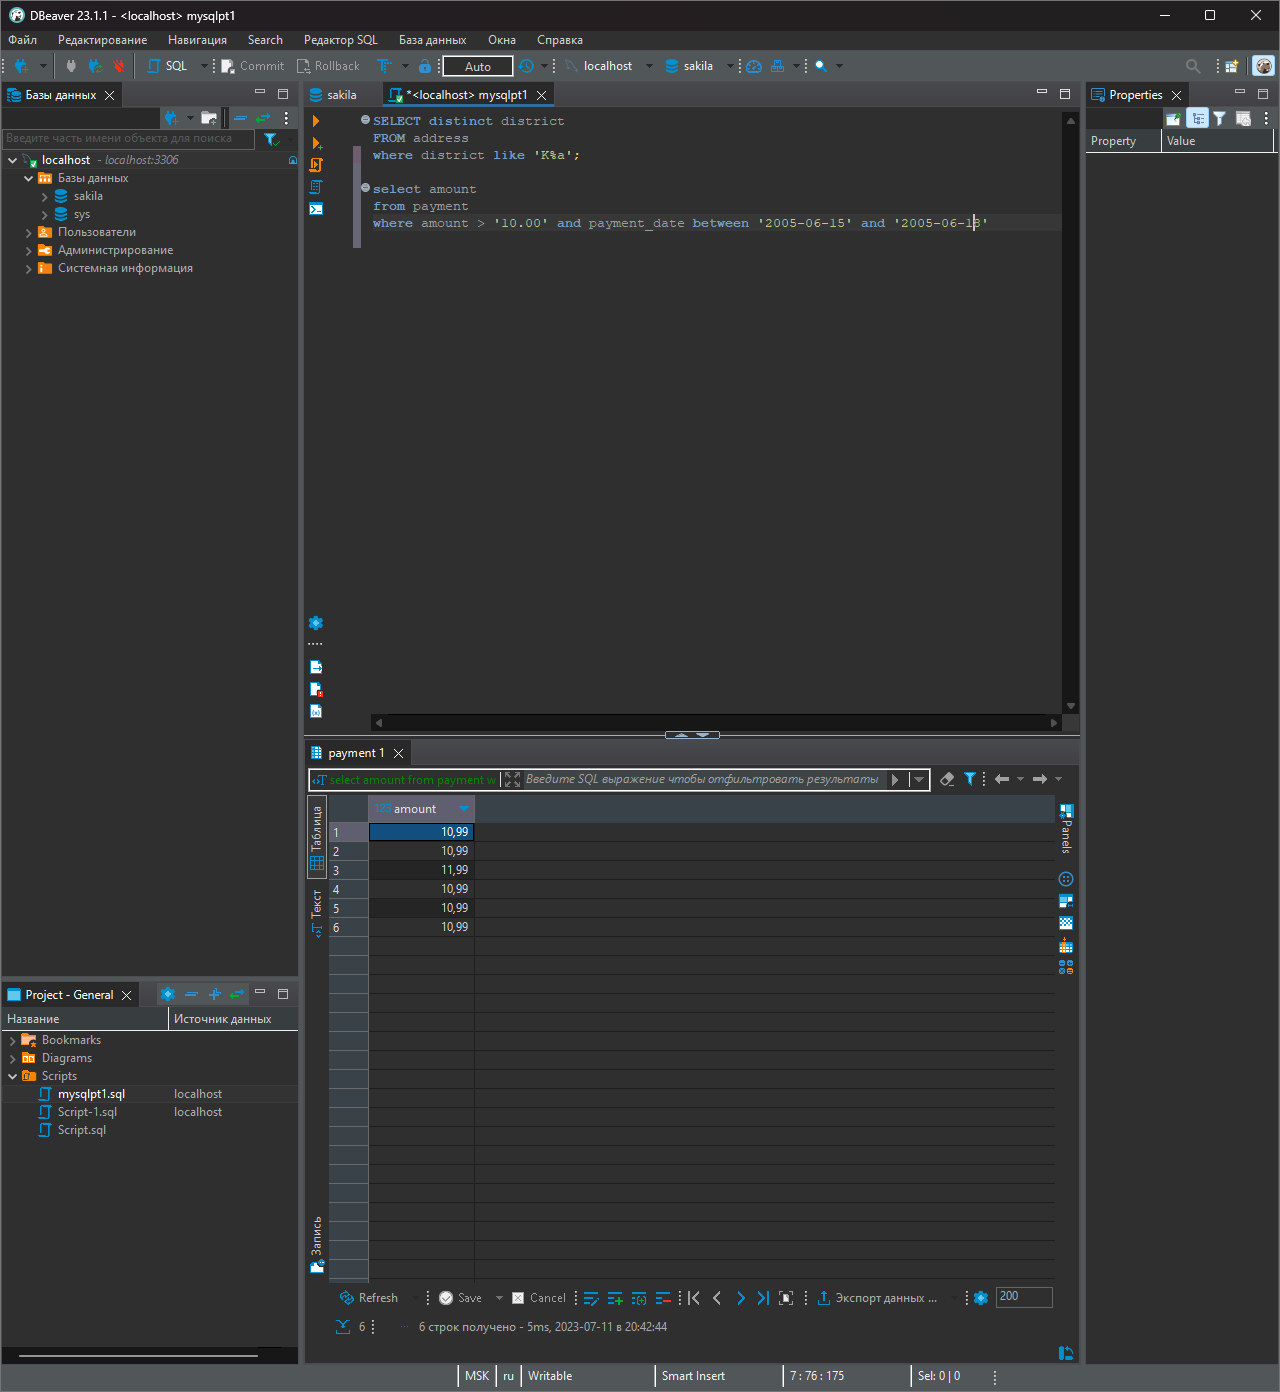 DBeaver 23.1.1 - <localhost> mysqlpt1
Файл Редактирование Навигация Search Редактор SQL База данных Окна Справка
SQL Commit Rollback Auto localhost sakila
Базы данных
Введите часть имени объекта для поиска
localhost - localhost:3306
Базы данных
sakila
sys
Пользователи
Администрирование
Системная информация
sakila
*<localhost> mysqlpt1
SELECT distinct district
FROM address
where district like 'K%a';
select amount
from payment
where amount > '10.00' and payment_date between '2005-06-15' and '2005-06-18'
Properties
Property Value
payment 1
select amount from payment w
Введите SQL выражение чтобы отфильтровать результаты
Таблица
Текст
Запись
123 amount
1 10,99
2 10,99
3 11,99
4 10,99
5 10,99
6 10,99
Panels
Refresh Save Cancel Экспорт данных ... 200
6 6 строк получено - 5ms, 2023-07-11 в 20:42:44
Project - General
Название Источник данных
Bookmarks
Diagrams
Scripts
mysqlpt1.sql localhost
Script-1.sql localhost
Script.sql
MSK ru Writable Smart Insert 7 : 76 : 175 Sel: 0 | 0